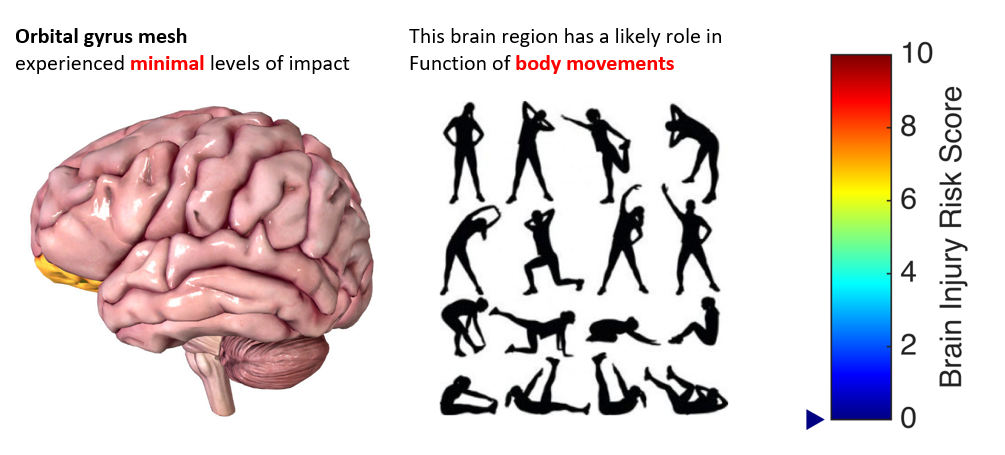 Orbital gyrus mesh
experienced minimal levels of impact
This brain region has a likely role in
Function of body movements
10
8
6
4
2
0
Brain Injury Risk Score